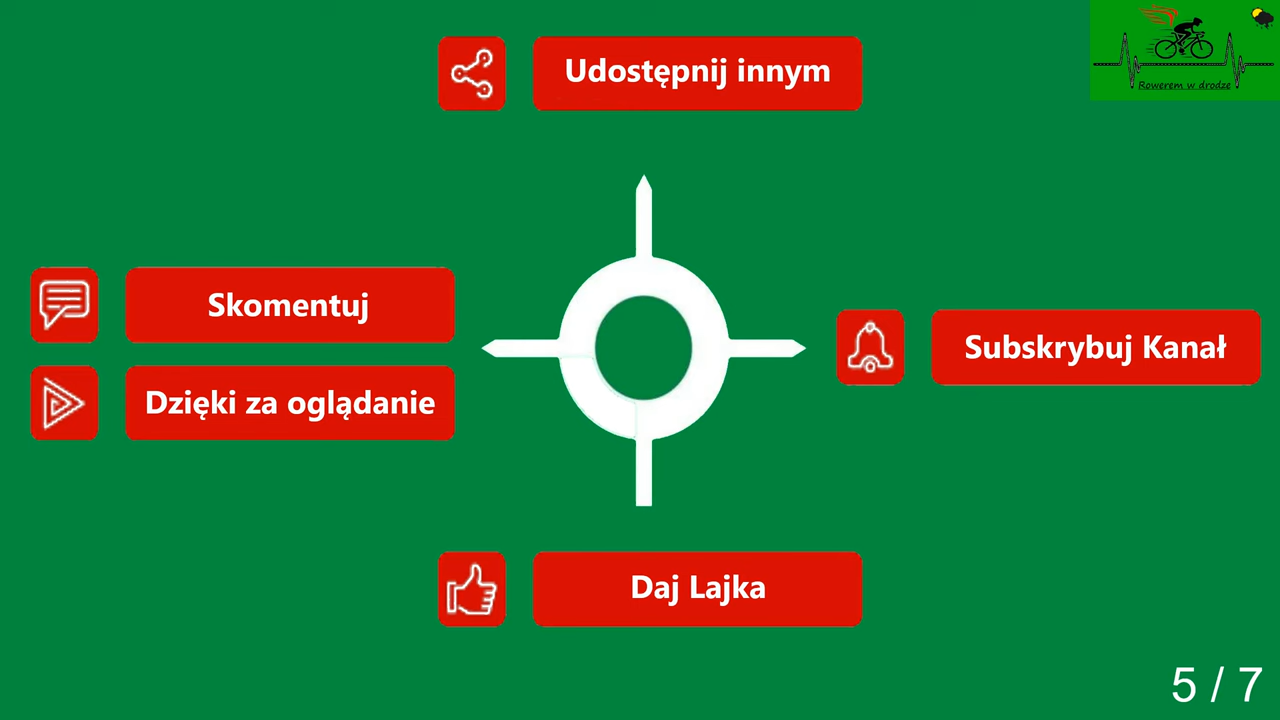 Udostępnij innym
Rowerem w drodze
Skomentuj
Dzięki za oglądanie
Subskrybuj Kanał
Daj Lajka
5 / 7